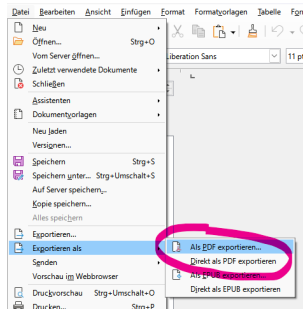 Datei Bearbeiten Ansicht Einfügen Format Formatvorlagen Tabelle
Neu
Öffnen... Strg+O
Vom Server öffnen...
Liberation Sans 11 pt
Zuletzt verwendete Dokumente
Schließen
Assistenten
Dokumentvorlagen
Neu laden
Versionen...
Speichern Strg+S
Speichern unter... Strg+Umschalt+S
Auf Server speichern...
Kopie speichern...
Alles speichern
Exportieren...
Exportieren als
Als PDF exportieren...
Senden
Direkt als PDF exportieren
Vorschau im Webbrowser
Als EPUB exportieren...
Druckvorschau Strg+Umschalt+O
Direkt als EPUB exportieren
Drucken... Strg+P